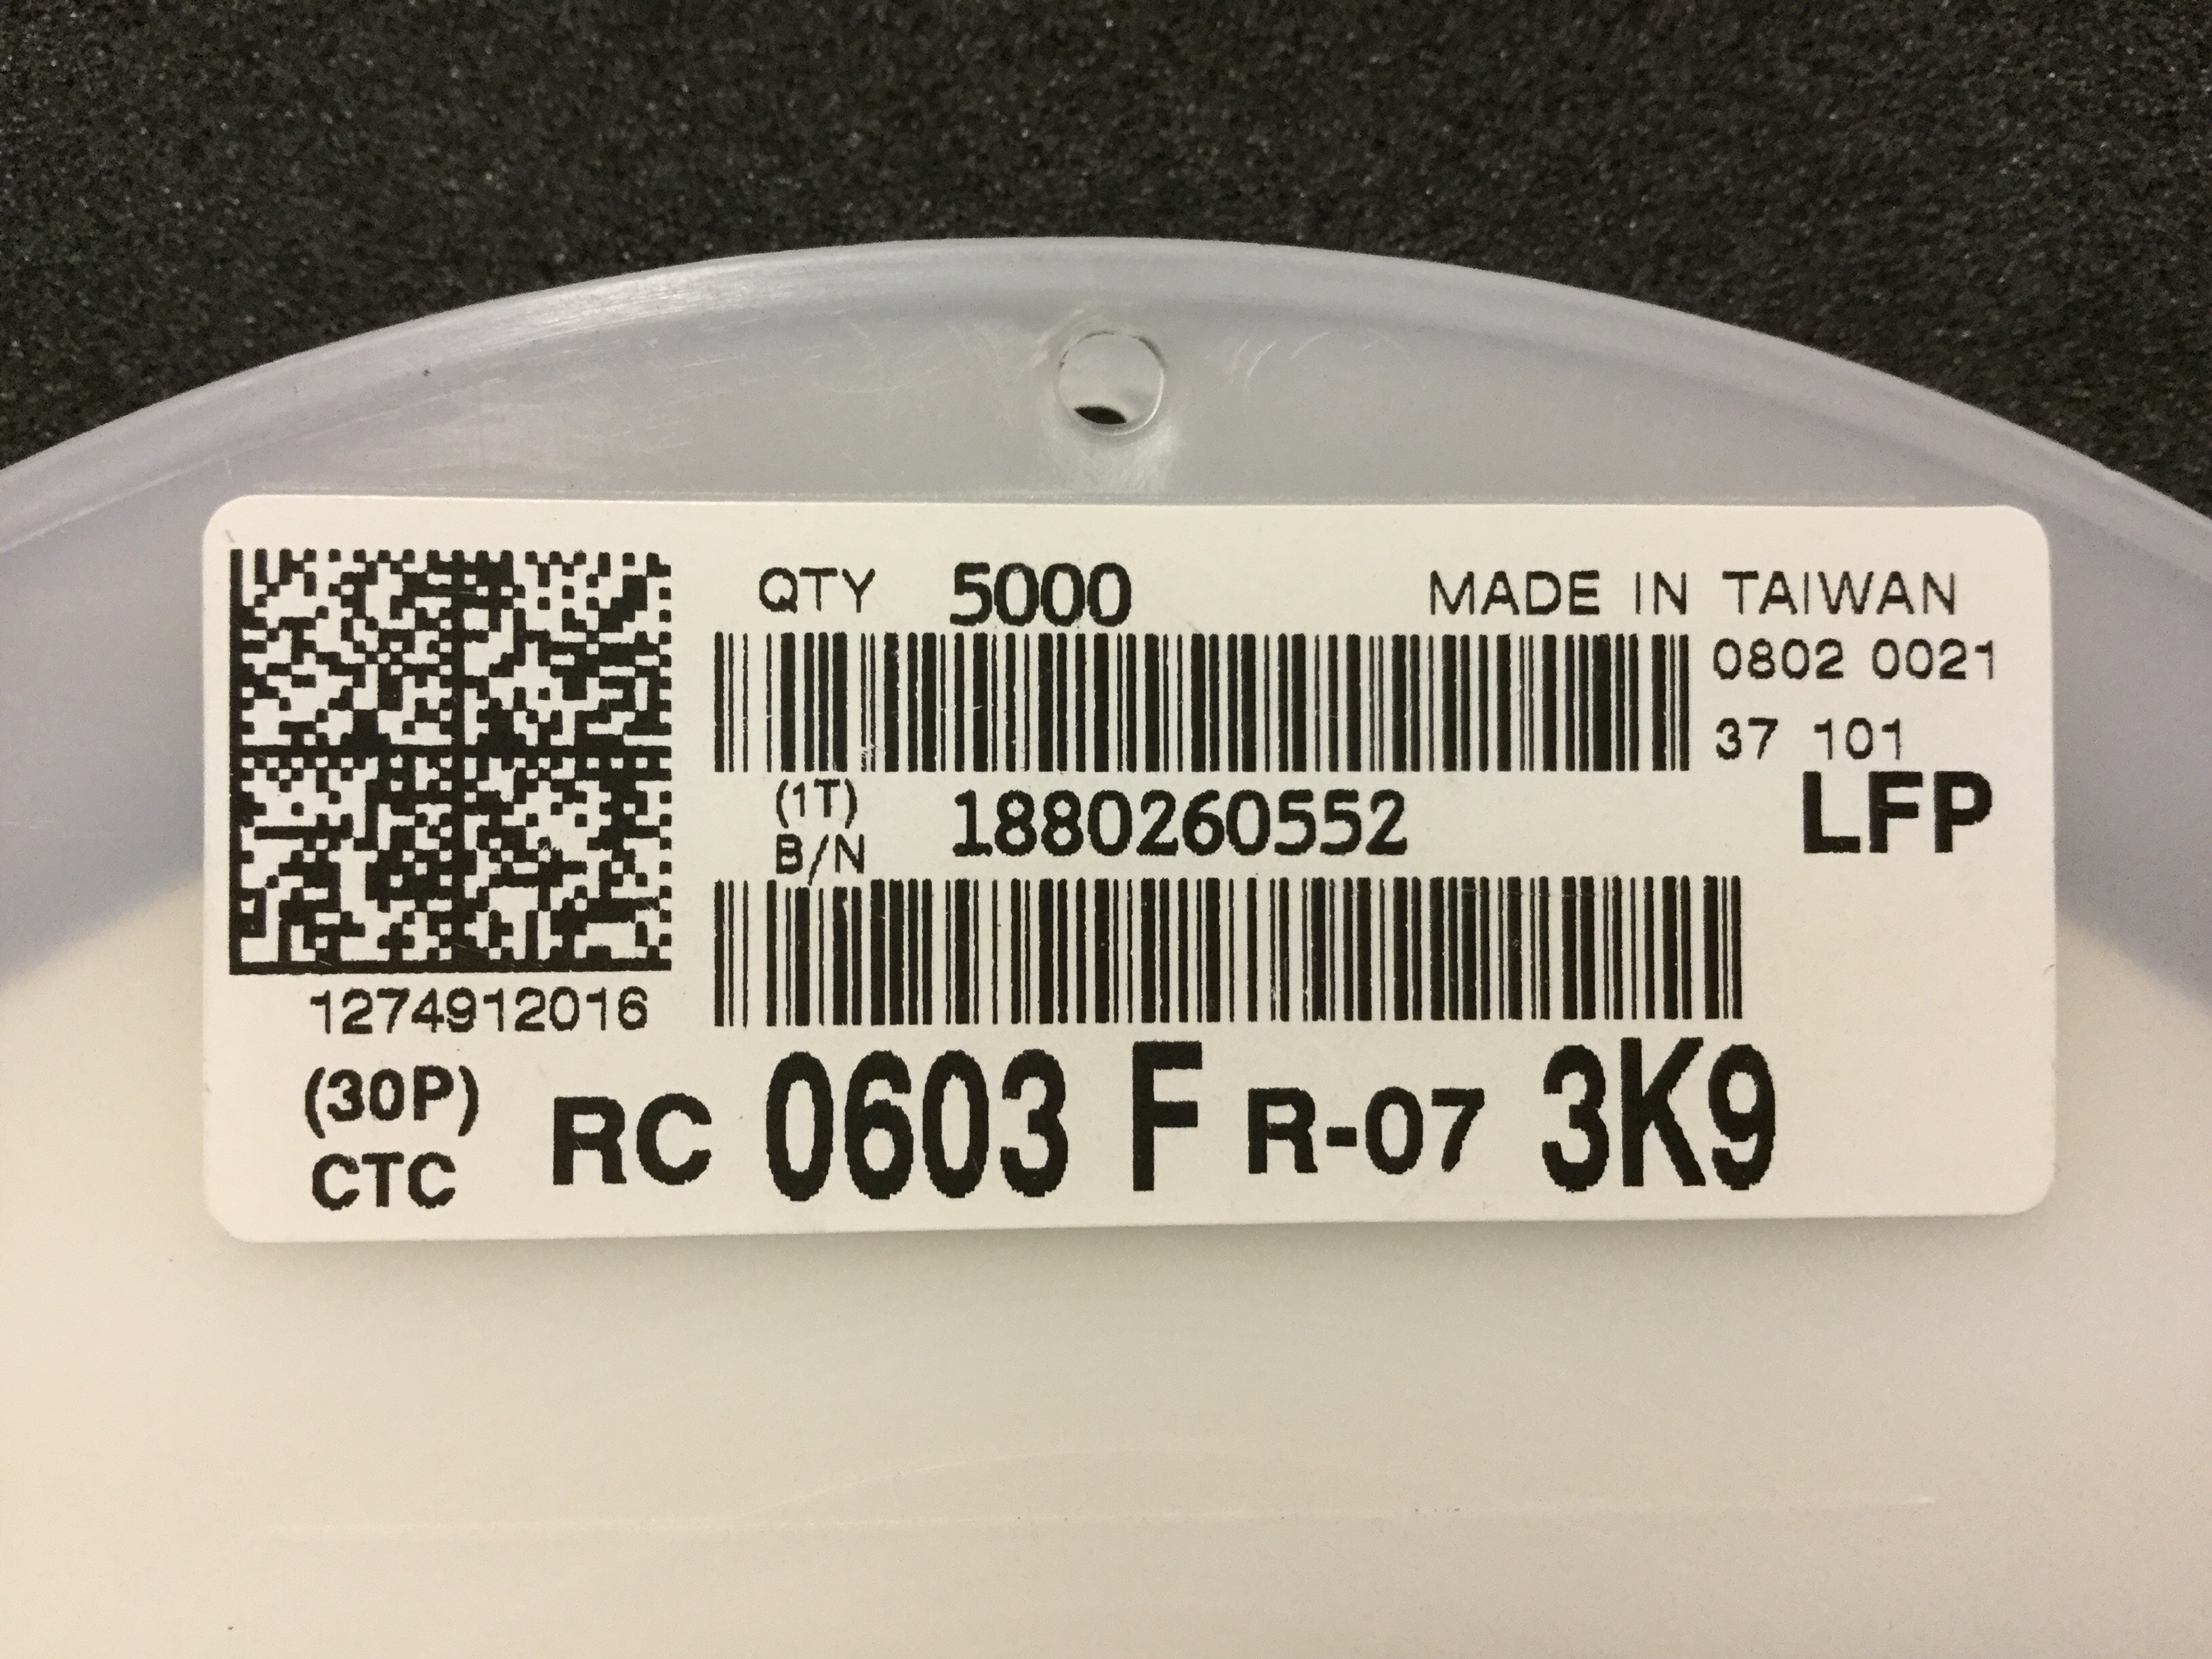 QTY 5000 MADE IN TAIWAN
0802 0021
37 101
(1T)
B/N 1880260552
LFP
1274912016
(30P)
CTC
RC 0603 F R-07 3K9